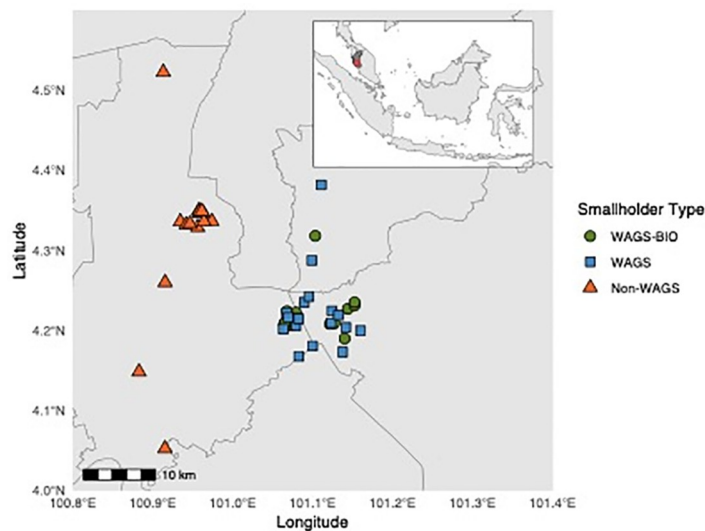 4.5°N
4.4°N
4.3°N
4.2°N
4.1°N
4.0°N
Latitude
10 km
100.8°E 100.9°E 101.0°E 101.1°E 101.2°E 101.3°E 101.4°E
Longitude
Smallholder Type
WAGS-BIO
WAGS
Non-WAGS